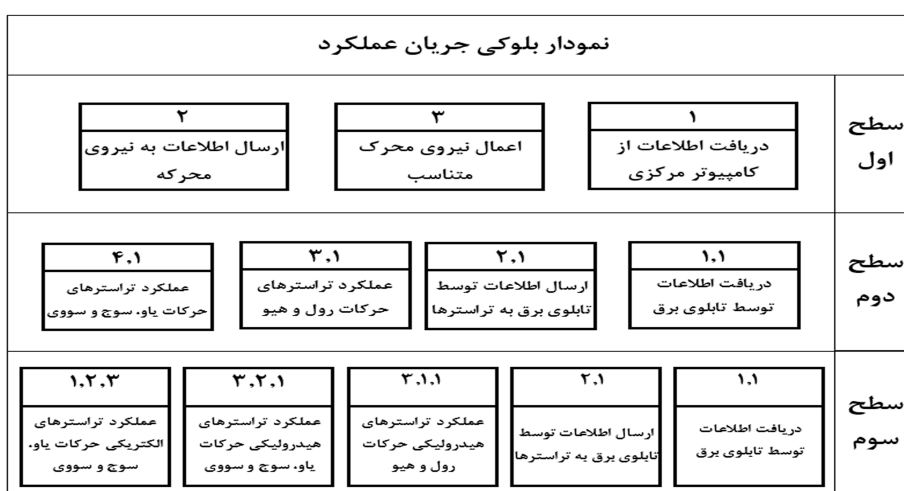 نمودار بلوکی جریان عملکرد
سطح
اول
۱
دریافت اطلاعات از
کامپیوتر مرکزی
۳
اعمال نیروی محرک
متناسب
۲
ارسال اطلاعات به نیروی
محرکه
سطح
دوم
۱.۱
دریافت اطلاعات
توسط تابلوی برق
۲.۱
ارسال اطلاعات توسط
تابلوی برق به تراسترها
۳.۱
عملکرد تراسترهای
حرکات رول و هیو
۴.۱
عملکرد تراسترهای
حرکات یاو، سوج و سووی
سطح
سوم
۱.۱
دریافت اطلاعات
توسط تابلوی برق
۲.۱
ارسال اطلاعات توسط
تابلوی برق به تراسترها
۳.۱.۱
عملکرد تراسترهای
هیدرولیکی حرکات
رول و هیو
۳.۲.۱
عملکرد تراسترهای
هیدرولیکی حرکات
یاو، سوج و سووی
۱.۲.۳
عملکرد تراسترهای
الکتریکی حرکات یاو،
سوج و سووی